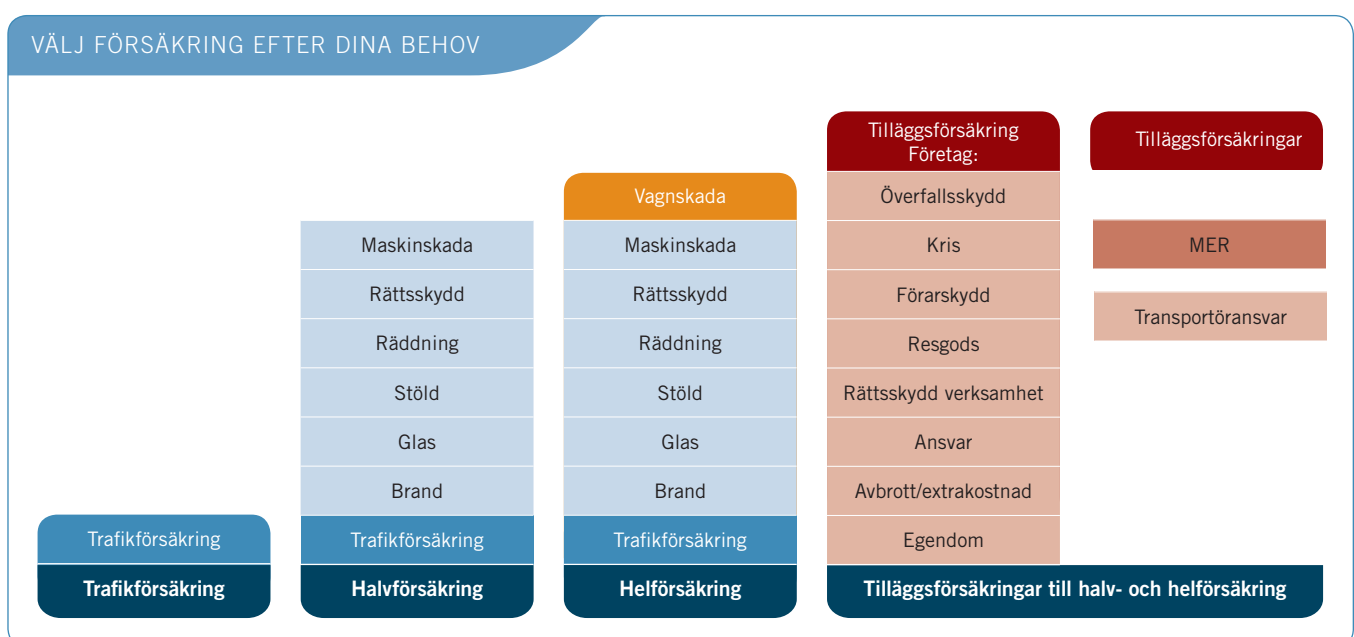 VÄLJ FÖRSÄKRING EFTER DINA BEHOV
Trafikförsäkring
Trafikförsäkring
Maskinskada
Rättsskydd
Räddning
Stöld
Glas
Brand
Trafikförsäkring
Halvförsäkring
Vagnskada
Maskinskada
Rättsskydd
Räddning
Stöld
Glas
Brand
Trafikförsäkring
Helförsäkring
Tilläggsförsäkring
Företag:
Överfallsskydd
Kris
Förarskydd
Resgods
Rättsskydd verksamhet
Ansvar
Avbrott/extrakostnad
Egendom
Tilläggsförsäkringar
MER
Transportöransvar
Tilläggsförsäkringar till halv- och helförsäkring